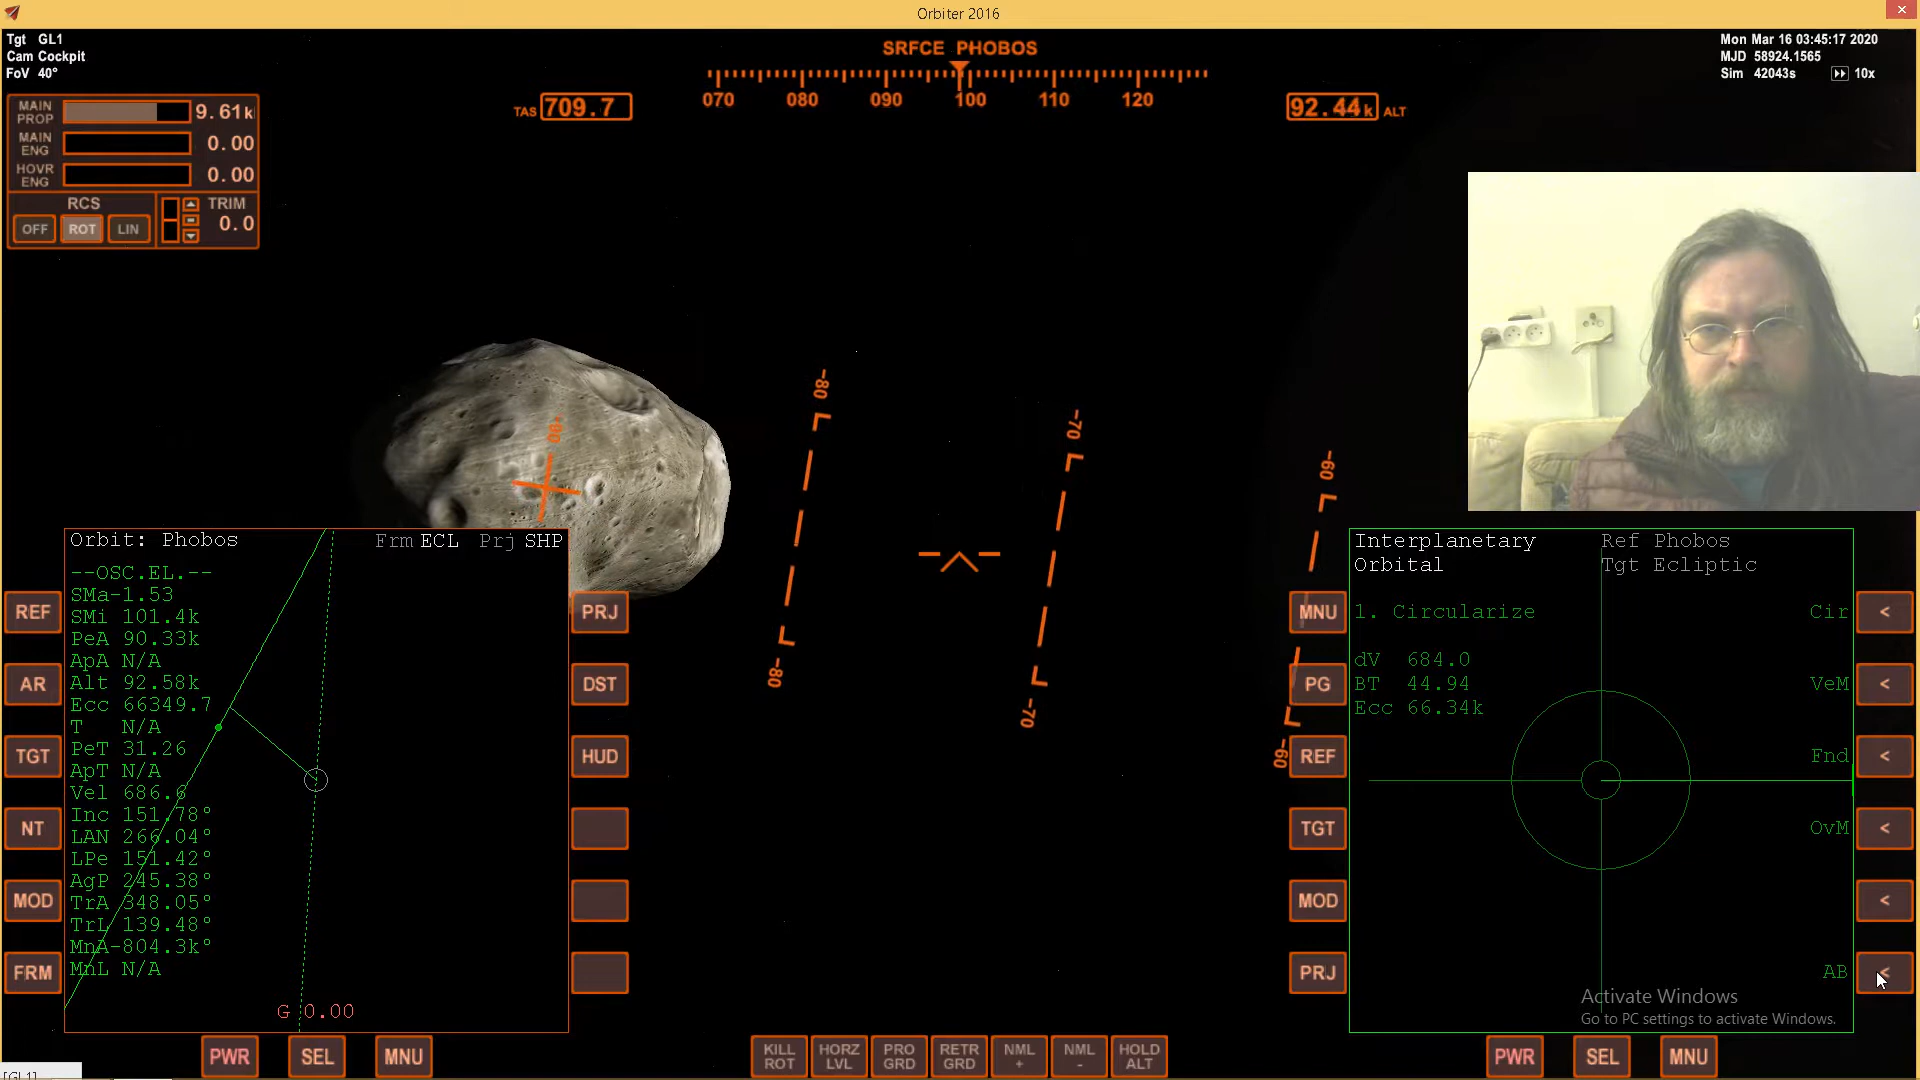 Orbiter 2016
Tgt GL1
Cam Cockpit
FoV 40°
SRFCE PHOBOS
070 080 090 100 110 120
TAS 709.7
92.44k ALT
Mon Mar 16 03:45:17 2020
MJD 58924.1565
Sim 42043s 10x
MAIN PROP 9.61k
MAIN ENG 0.00
HOVR ENG 0.00
RCS TRIM
OFF ROT LIN 0.0
-80 -70 -60
-90
-80 -70 -60
Orbit: Phobos Frm ECL Prj SHP
--OSC.EL.--
SMa-1.53
SMi 101.4k
PeA 90.33k
ApA N/A
Alt 92.58k
Ecc 66349.7
T N/A
PeT 31.26
ApT N/A
Vel 686.6
Inc 151.78°
LAN 266.04°
LPe 151.42°
AgP 245.38°
TrA 348.05°
TrL 139.48°
MnA-804.3k°
MnL N/A
G 0.00
REF
AR
TGT
NT
MOD
FRM
PRJ
DST
HUD
PWR SEL MNU
KILL ROT
HORZ LVL
PRO GRD
RETR GRD
NML +
NML -
HOLD ALT
Interplanetary Ref Phobos
Orbital Tgt Ecliptic
1. Circularize
dV 684.0
BT 44.94
Ecc 66.34k
MNU
PG
REF
TGT
MOD
PRJ
Cir <
VeM <
Fnd <
OvM <
<
AB <
Activate Windows
Go to PC settings to activate Windows.
PWR SEL MNU
[GL1]